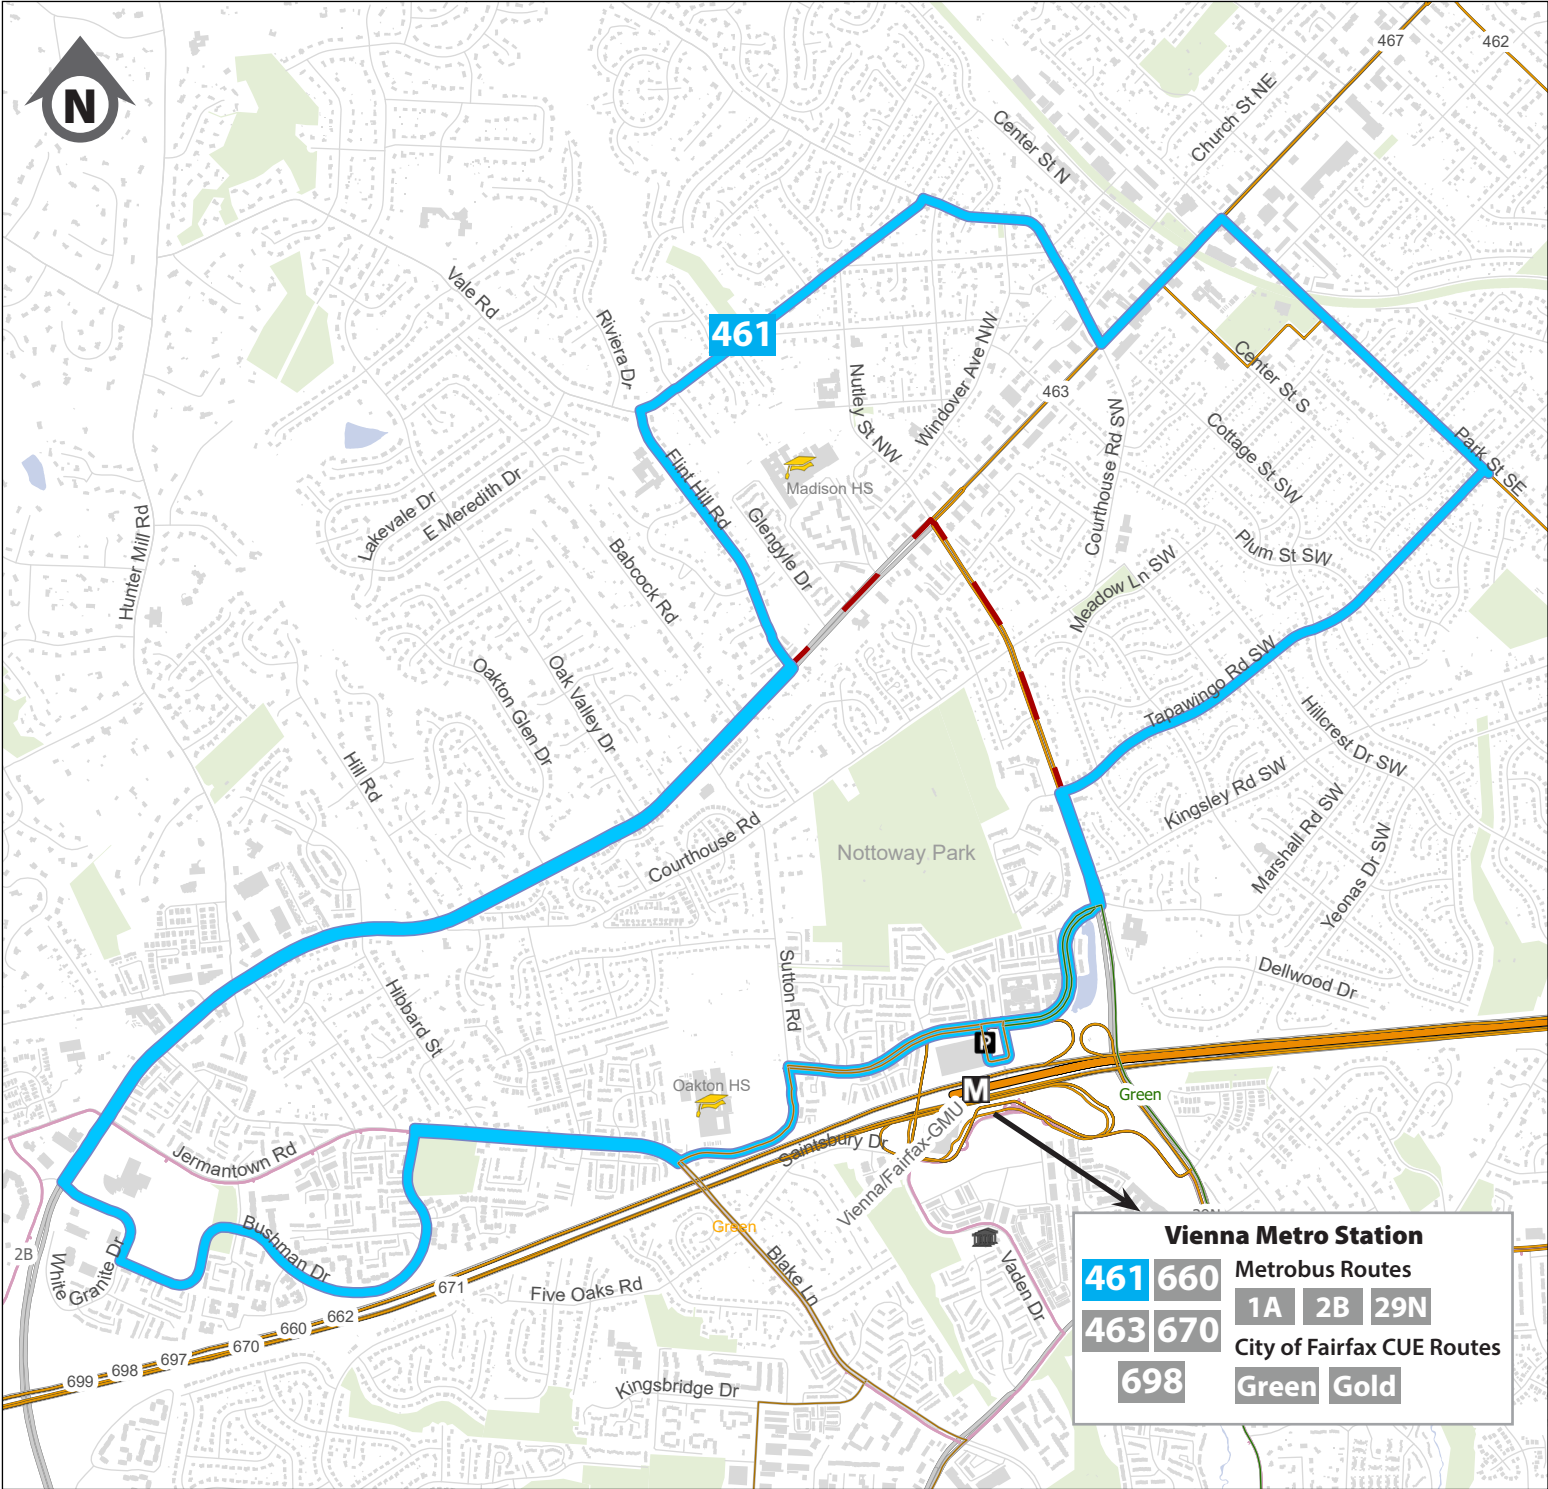 467
462
N
Church St NE
Center St N
Vale Rd
Riviera Dr
461
Nutley St NW
Windover Ave NW
463
Center St S
Courthouse Rd SW
Cottage St SW
Park St SE
Flint Hill Rd
Madison HS
Lakevale Dr
E Meredith Dr
Hunter Mill Rd
Glengyle Dr
Babcock Rd
Plum St SW
Meadow Ln SW
Oakton Glen Dr
Oak Valley Dr
Tapawingo Rd SW
Hillcrest Dr SW
Hill Rd
Kingsley Rd SW
Marshall Rd SW
Yeonas Dr SW
Courthouse Rd
Nottoway Park
Sutton Rd
Dellwood Dr
Hibbard St
P
Oakton HS
M
Green
Jermantown Rd
Saintsbury Dr
Vienna/Fairfax-GMU
Green
2B
White Granite Dr
Bushman Dr
Blake Ln
Vaden Dr
Five Oaks Rd
671
662
660
670
697
698
699
Kingsbridge Dr
Vienna Metro Station
461 660
463 670
698
Metrobus Routes
1A 2B 29N
City of Fairfax CUE Routes
Green Gold